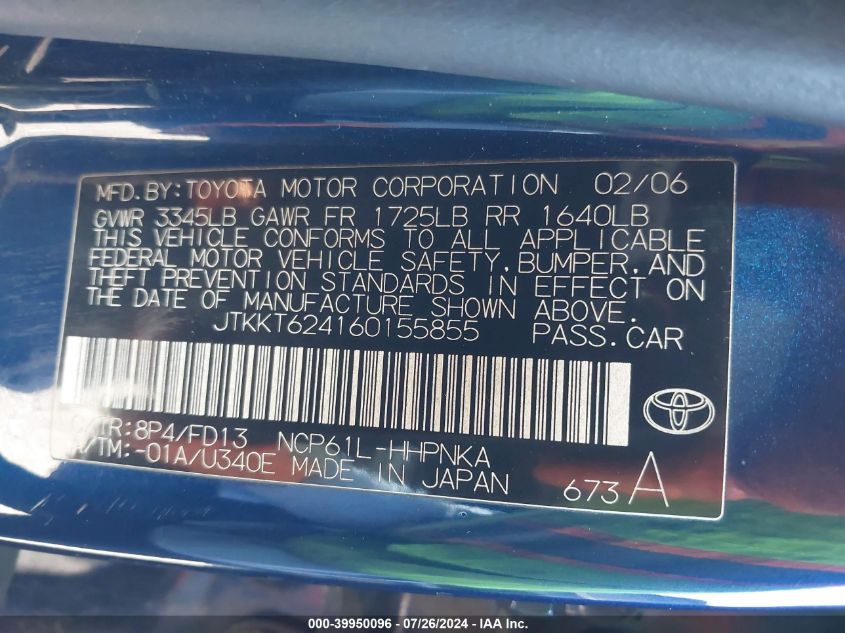 MFD.BY:TOYOTA MOTOR CORPORATION 02/06
GVWR 3345LB GAWR FR 1725LB RR 1640LB
THIS VEHICLE CONFORMS TO ALL APPLICABLE
FEDERAL MOTOR VEHICLE SAFETY,BUMPER,AND
THEFT PREVENTION STANDARDS IN EFFECT ON
THE DATE OF MANUFACTURE SHOWN ABOVE.
JTKKT624160155855 PASS.CAR
C/TR:8P4/FD13 NCP61L-HHPNKA
A/TM:-01A/U340E MADE IN JAPAN
673 A
000-39950096 - 07/26/2024 - IAA Inc.